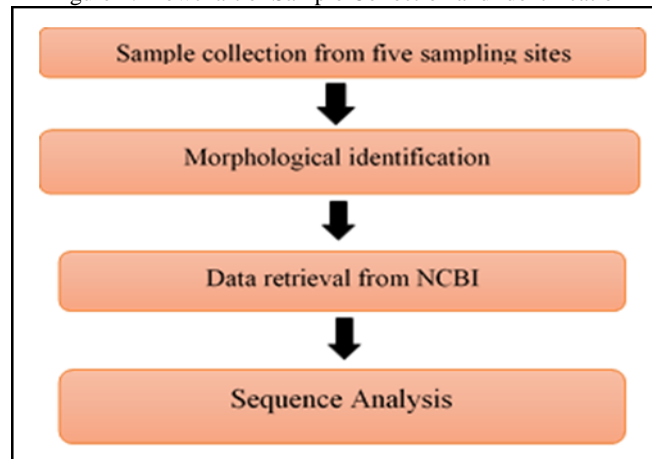 Sample collection from five sampling sites
Morphological identification
Data retrieval from NCBI
Sequence Analysis